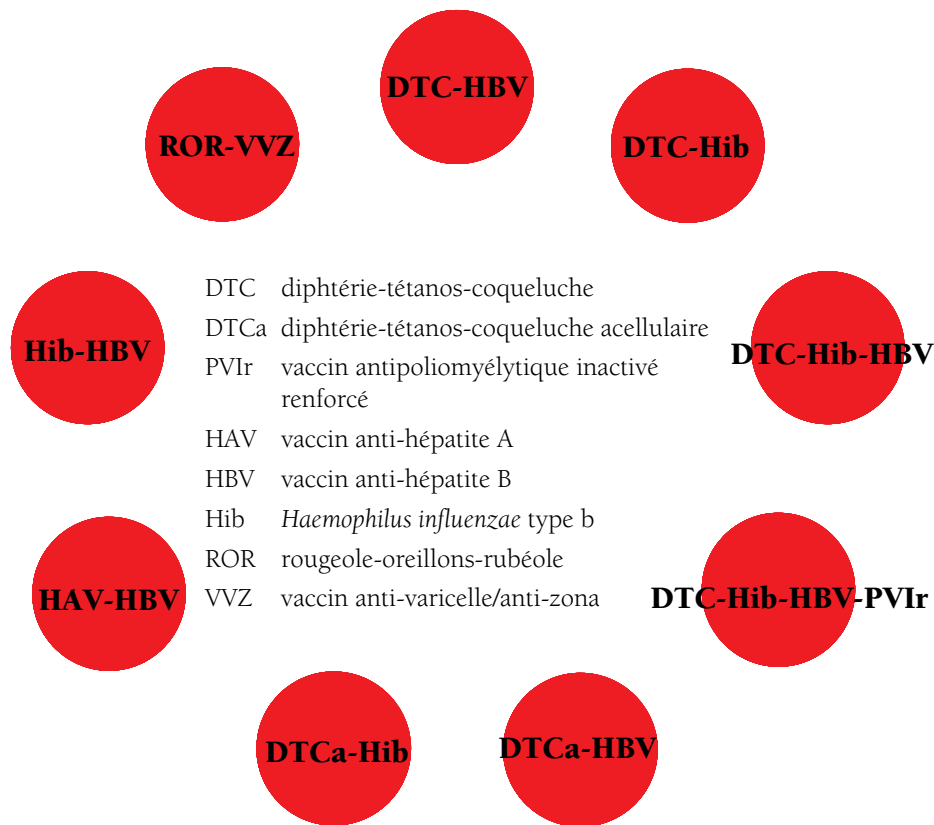 DTC-HBV
ROR-VVZ
DTC-Hib
DTC diphtérie-tétanos-coqueluche
DTCa diphtérie-tétanos-coqueluche acellulaire
PVIr vaccin antipoliomyélytique inactivé
renforcé
HAV vaccin anti-hépatite A
HBV vaccin anti-hépatite B
Hib Haemophilus influenzae type b
ROR rougeole-oreillons-rubéole
VVZ vaccin anti-varicelle/anti-zona
Hib-HBV
DTC-Hib-HBV
HAV-HBV
DTC-Hib-HBV-PVIr
DTCa-Hib
DTCa-HBV